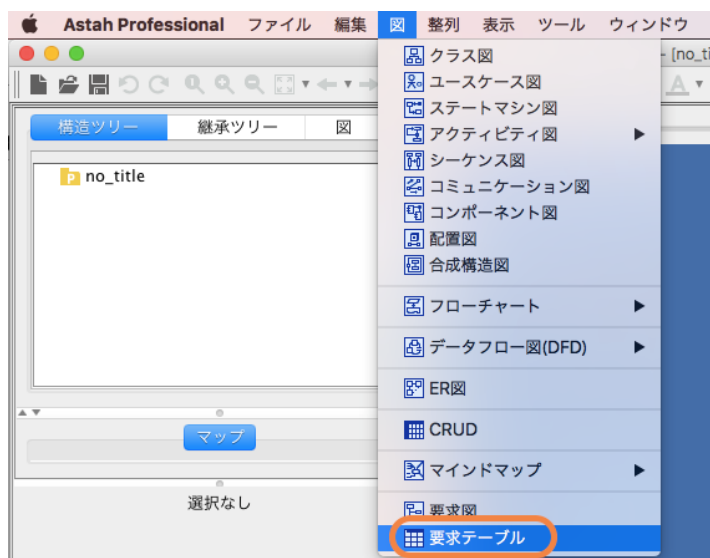 Astah Professional ファイル 編集 図 整列 表示 ツール ウィンドウ
- [no_ti
クラス図
ユースケース図
ステートマシン図
アクティビティ図
シーケンス図
コミュニケーション図
コンポーネント図
配置図
合成構造図
フローチャート
データフロー図(DFD)
ER図
CRUD
マインドマップ
要求図
要求テーブル
A
構造ツリー 継承ツリー 図
no_title
マップ
選択なし